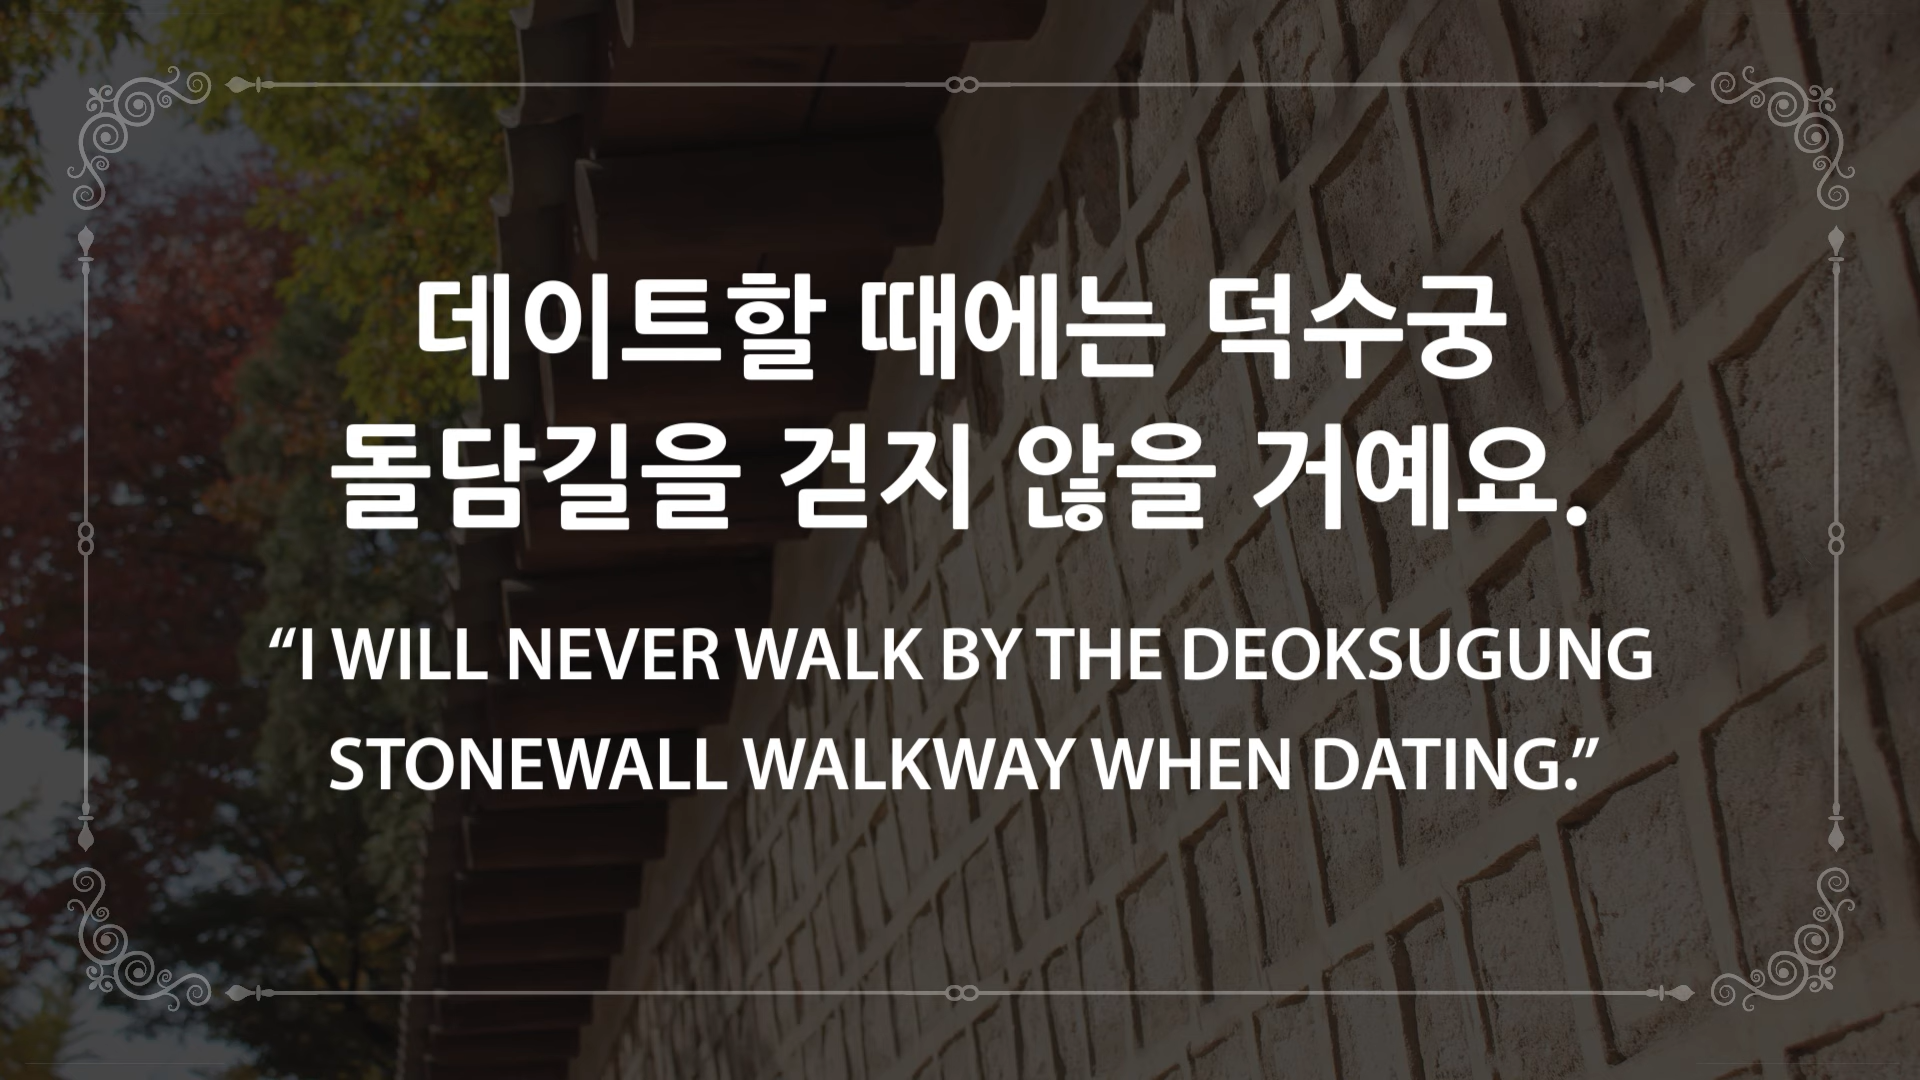 데이트할 때에는 덕수궁
돌담길을 걷지 않을 거예요.
“I WILL NEVER WALK BY THE DEOKSUGUNG
STONEWALL WALKWAY WHEN DATING.”